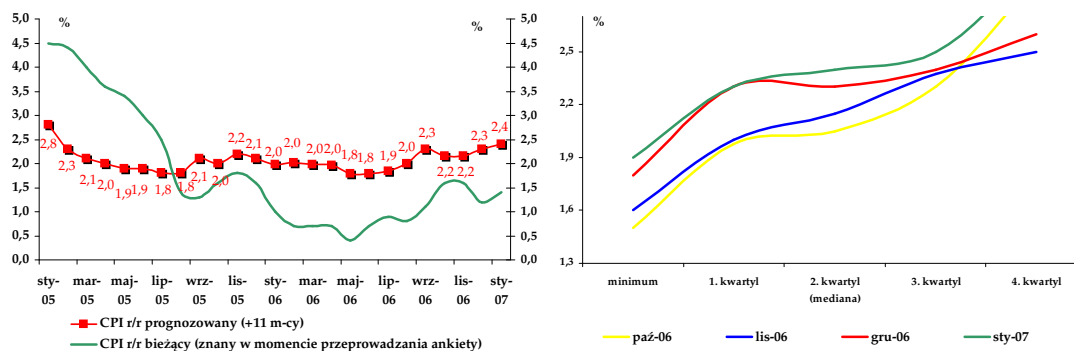 %
%
5,0
4,5
4,0
3,5
3,0
2,5
2,0
1,5
1,0
0,5
0,0
5,0
4,5
4,0
3,5
3,0
2,5
2,0
1,5
1,0
0,5
0,0
2,8
2,3
2,1
2,0
1,9
1,9
1,8
1,8
2,1
2,0
2,2
2,1
2,0
2,0
2,0
2,0
1,8
1,8
1,9
2,0
2,3
2,2
2,2
2,3
2,4
sty-05
mar-05
maj-05
lip-05
wrz-05
lis-05
sty-06
mar-06
maj-06
lip-06
wrz-06
lis-06
sty-07
CPI r/r prognozowany (+11 m-cy)
CPI r/r bieżący (znany w momencie przeprowadzania ankiety)
%
2,5
2,2
1,9
1,6
1,3
minimum
1. kwartyl
2. kwartyl
(mediana)
3. kwartyl
4. kwartyl
paź-06
lis-06
gru-06
sty-07